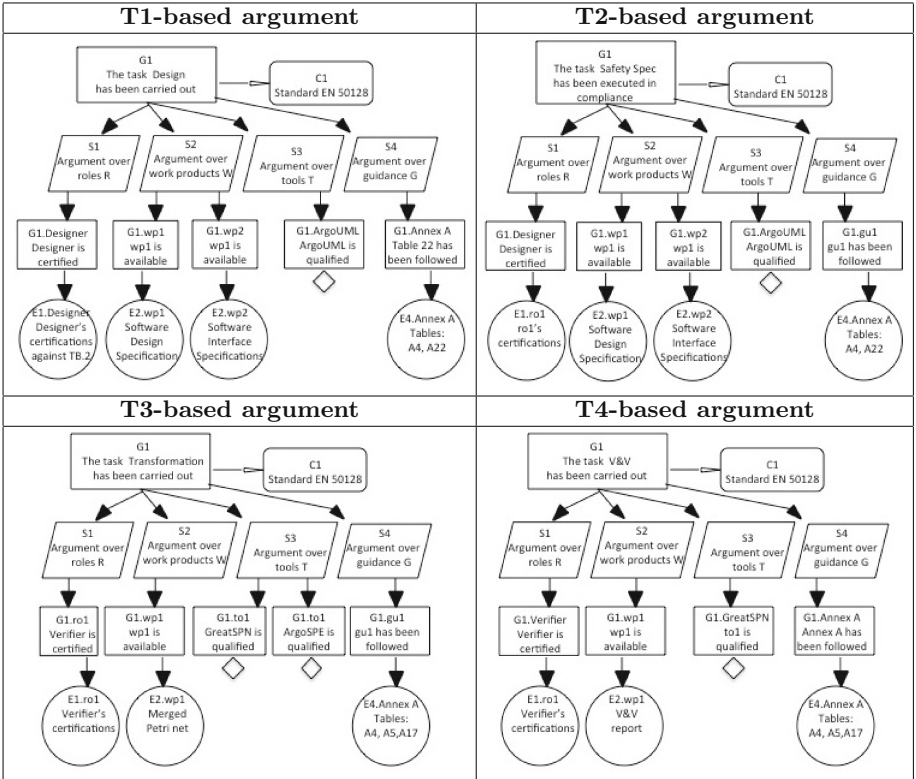 T1-based argument
G1
The task Design
has been carried out
C1
Standard EN 50128
S1
Argument over
roles R
S2
Argument over
work products W
S3
Argument over
tools T
S4
Argument over
guidance G
G1.Designer
Designer is
certified
G1.wp1
wp1 is
available
G1.wp2
wp1 is
available
G1.ArgoUML
ArgoUML is
qualified
G1.Annex A
Table 22 has
been followed
E1.Designer
Designer's
certifications
against TB.2
E2.wp1
Software
Design
Specification
E2.wp2
Software
Interface
Specifications
E4.Annex A
Tables:
A4, A22
T2-based argument
G1
The task Safety Spec
has been executed in
compliance
C1
Standard EN 50128
S1
Argument over
roles R
S2
Argument over
work products W
S3
Argument over
tools T
S4
Argument over
guidance G
G1.Designer
Designer is
certified
G1.wp1
wp1 is
available
G1.wp2
wp1 is
available
G1.ArgoUML
ArgoUML is
qualified
G1.gu1
gu1 has been
followed
E1.ro1
ro1's
certifications
E2.wp1
Software
Design
Specification
E2.wp2
Software
Interface
Specifications
E4.Annex A
Tables:
A4, A22
T3-based argument
G1
The task Transformation
has been carried out
C1
Standard EN 50128
S1
Argument over
roles R
S2
Argument over
work products W
S3
Argument over
tools T
S4
Argument over
guidance G
G1.ro1
Verifier is
certified
G1.wp1
wp1 is
available
G1.to1
GreatSPN is
qualified
G1.to1
ArgoSPE is
qualified
G1.gu1
gu1 has been
followed
E1.ro1
Verifier's
certifications
E2.wp1
Merged
Petri net
E4.Annex A
Tables:
A4, A5,A17
T4-based argument
G1
The task V&V
has been carried out
C1
Standard EN 50128
S1
Argument over
roles R
S2
Argument over
work products W
S3
Argument over
tools T
S4
Argument over
guidance G
G1.Verifier
Verifier is
certified
G1.wp1
wp1 is
available
G1.GreatSPN
to1 is
qualified
G1.Annex A
Annex A has
been followed
E1.ro1
Verifier's
certifications
E2.wp1
V&V
report
E4.Annex A
Tables:
A4, A5,A17